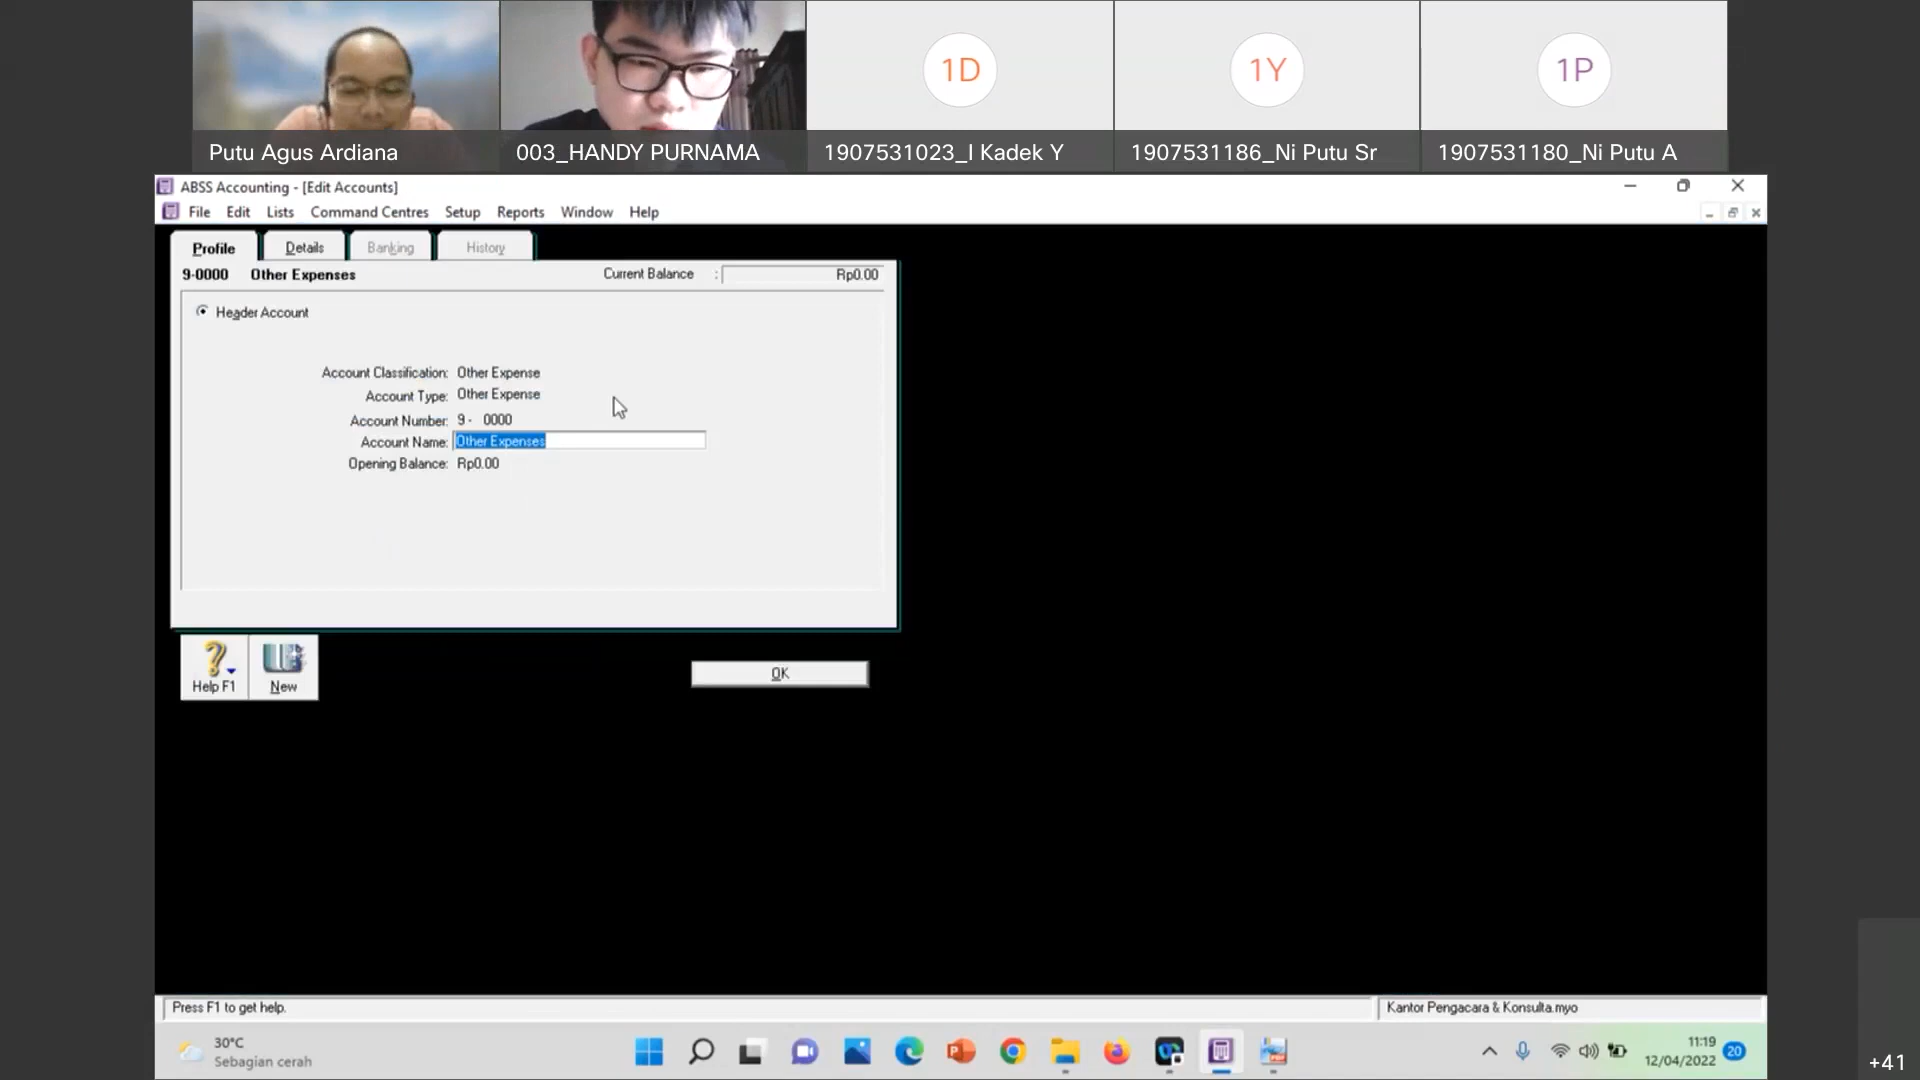 1D
1Y
1P
Putu Agus Ardiana
003_HANDY PURNAMA
1907531023_I Kadek Y
1907531186_Ni Putu Sr
1907531180_Ni Putu A
ABSS Accounting - [Edit Accounts]
File Edit Lists Command Centres Setup Reports Window Help
Profile Details Banking History
9-0000 Other Expenses Current Balance : Rp0.00
Header Account
Account Classification: Other Expense
Account Type: Other Expense
Account Number: 9 - 0000
Account Name: Other Expenses
Opening Balance: Rp0.00
Help F1 New
OK
Press F1 to get help.
Kantor Pengacara & Konsulta.myo
30°C
Sebagian cerah
11:19
12/04/2022
20
+41